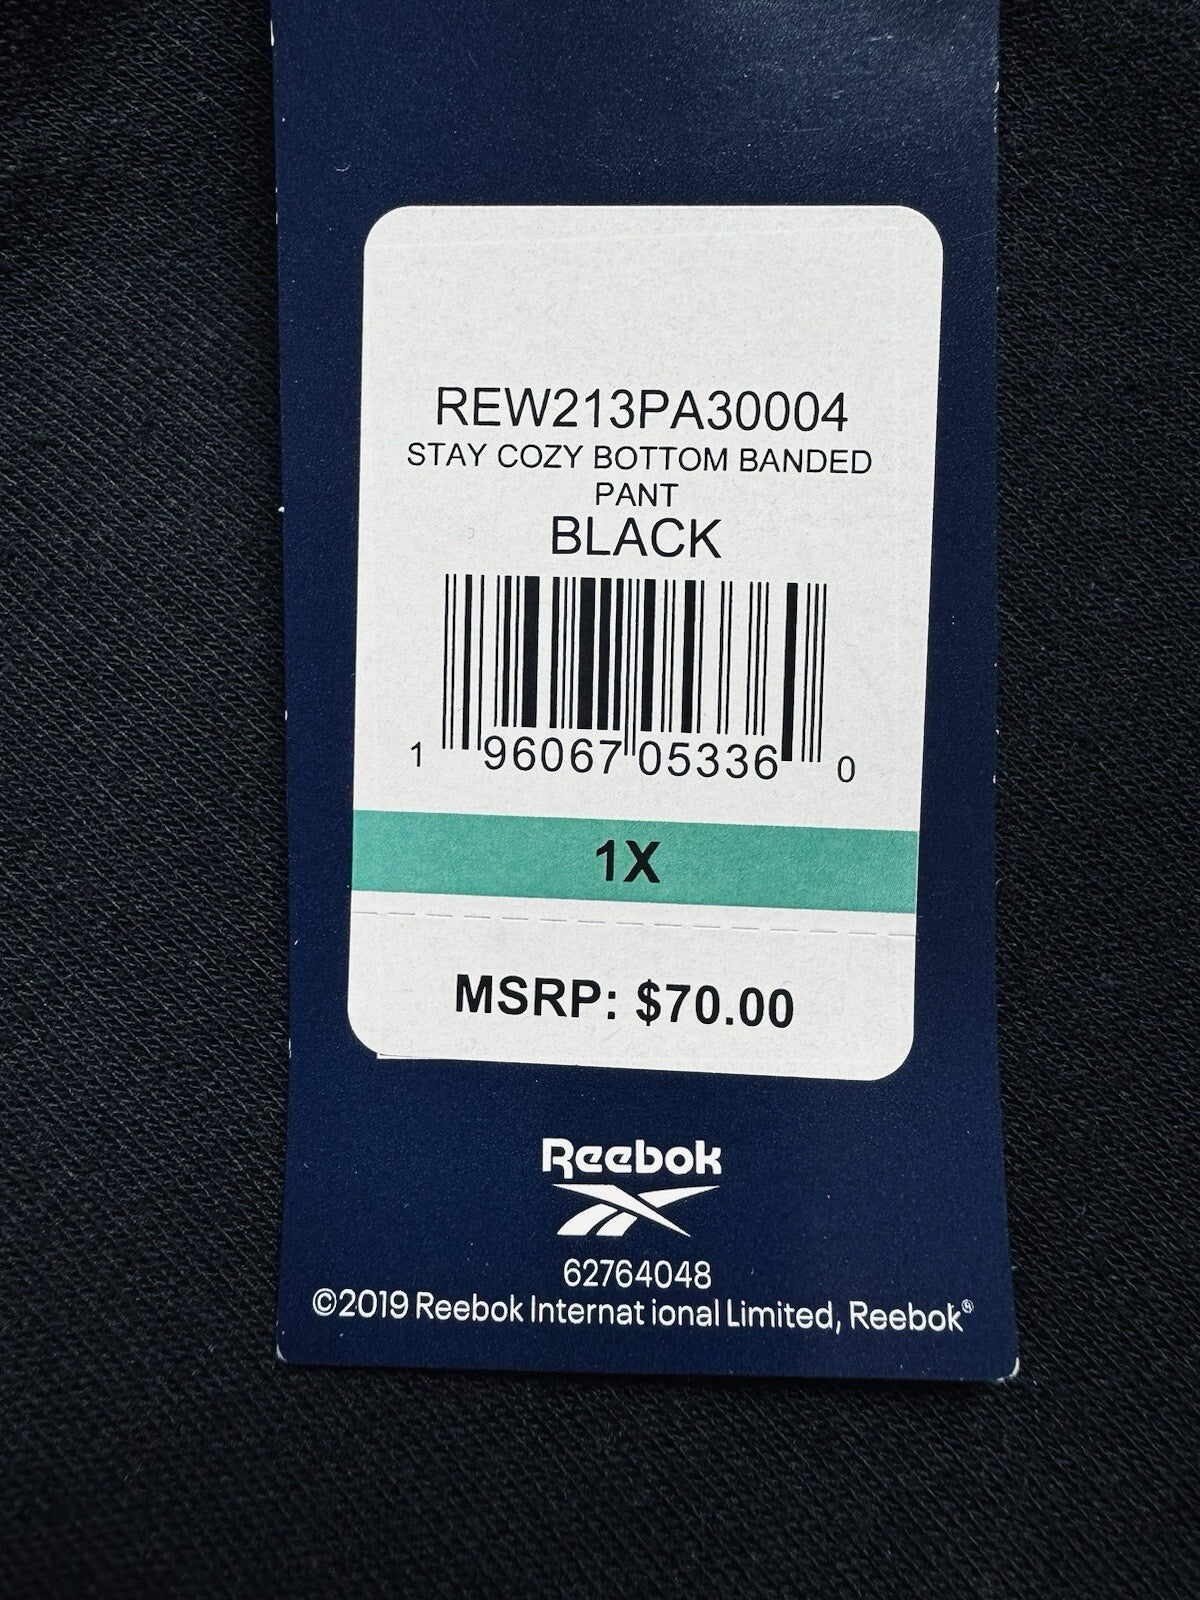 REW213PA30004
STAY COZY BOTTOM BANDED
PANT
BLACK
1 96067 05336 0
1X
MSRP: $70.00
Reebok
62764048
©2019 Reebok Internat ional Limited, Reebok®